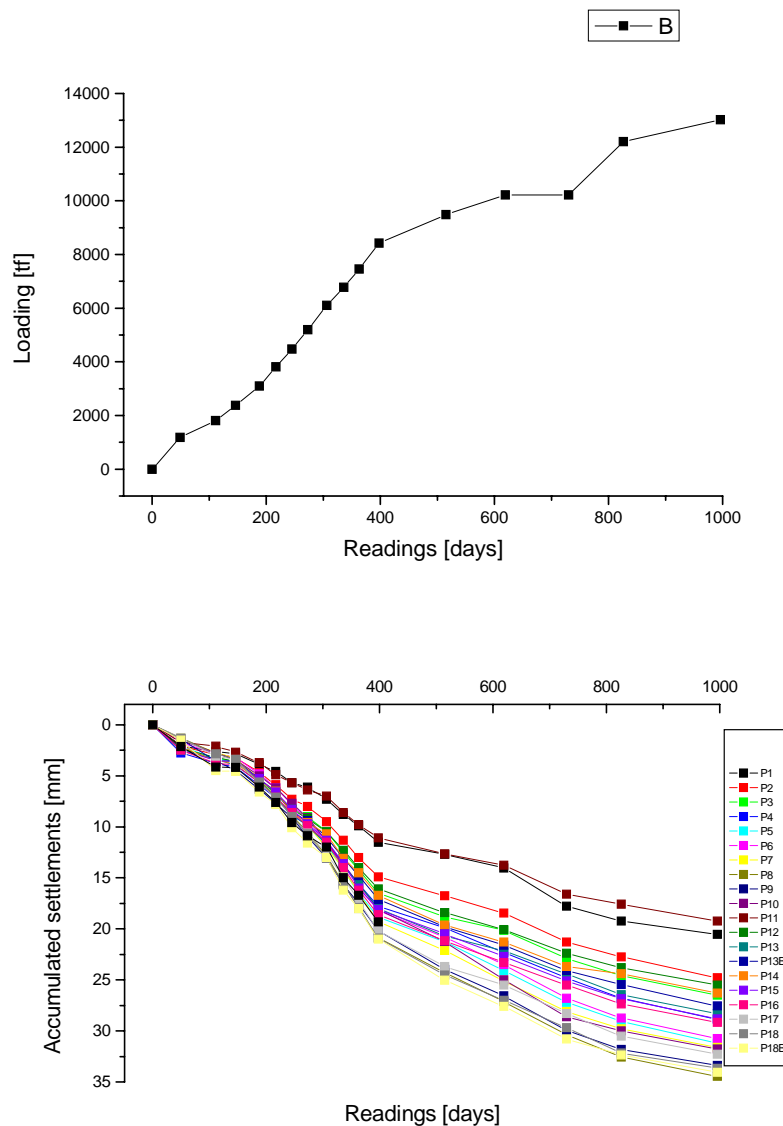 B
14000
12000
10000
8000
6000
4000
2000
0
Loading [tf]
0 200 400 600 800 1000
Readings [days]
0 200 400 600 800 1000
0
5
10
15
20
25
30
35
Accumulated settlements [mm]
P1
P2
P3
P4
P5
P6
P7
P8
P9
P10
P11
P12
P13
P13E
P14
P15
P16
P17
P18
P18E
Readings [days]